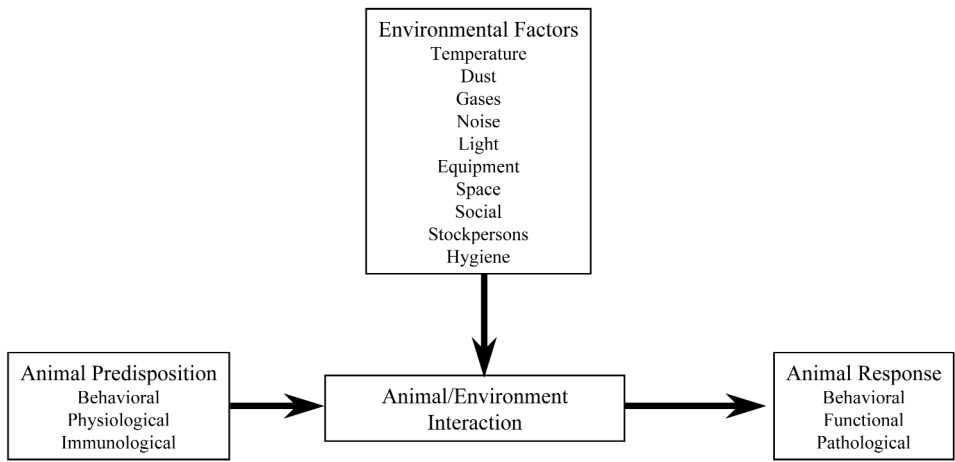 Environmental Factors
Temperature
Dust
Gases
Noise
Light
Equipment
Space
Social
Stockpersons
Hygiene
Animal Predisposition
Behavioral
Physiological
Immunological
Animal/Environment
Interaction
Animal Response
Behavioral
Functional
Pathological